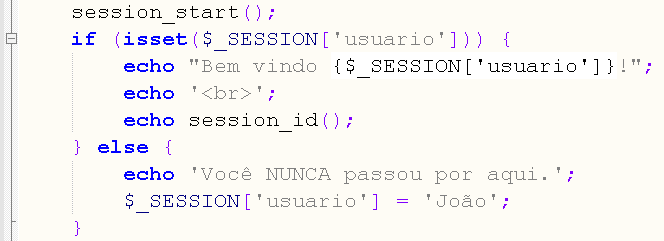 session_start();
if (isset($_SESSION['usuario'])) {
echo "Bem vindo {$_SESSION['usuario']}!";
echo '<br>';
echo session_id();
} else {
echo 'Você NUNCA passou por aqui.';
$_SESSION['usuario'] = 'João';
}